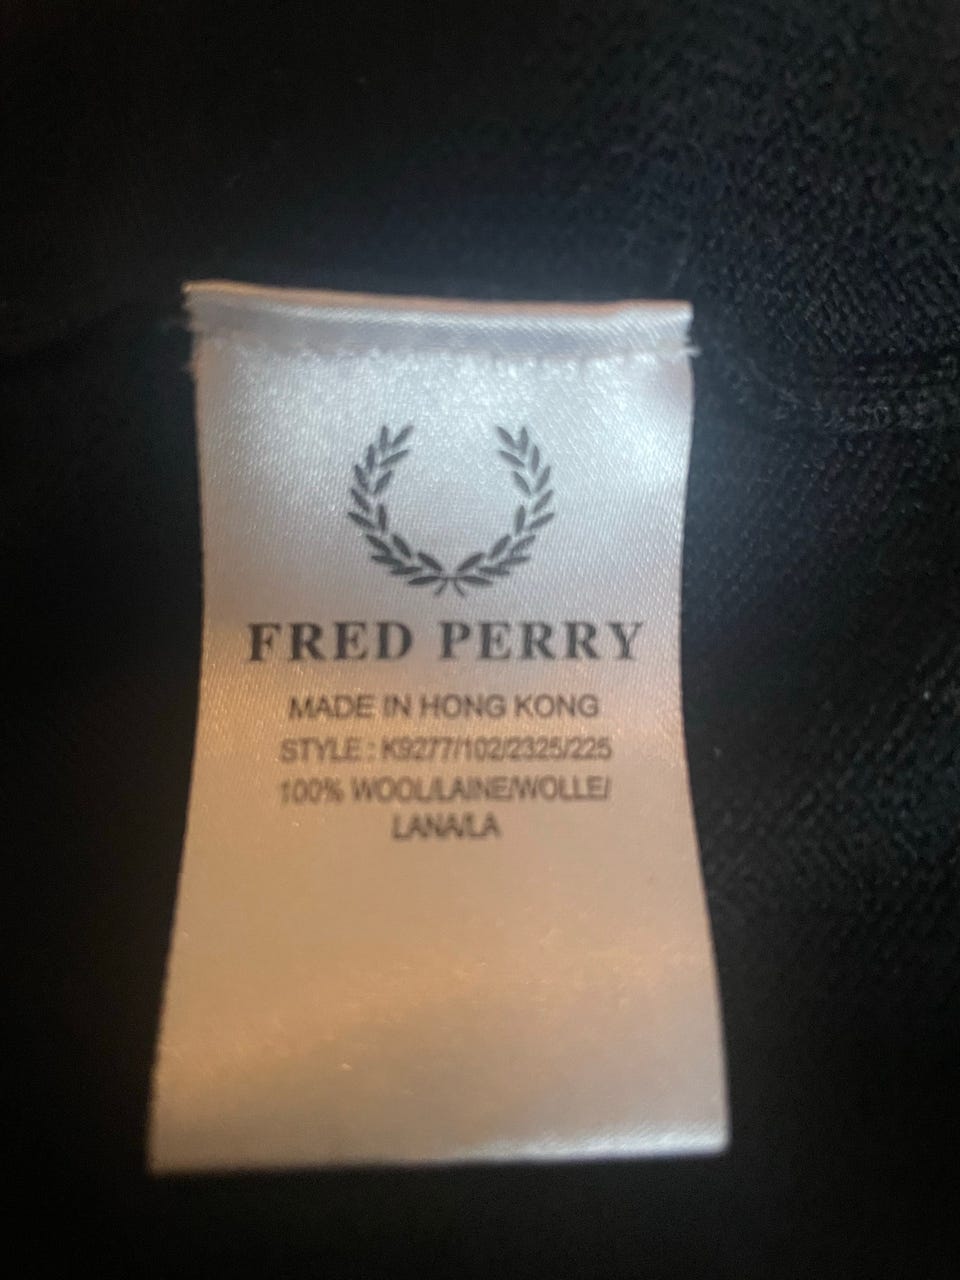 FRED PERRY
MADE IN HONG KONG
STYLE : K9277/102/2325/225
100% WOOL/LAINE/WOLLE/
LANA/LA